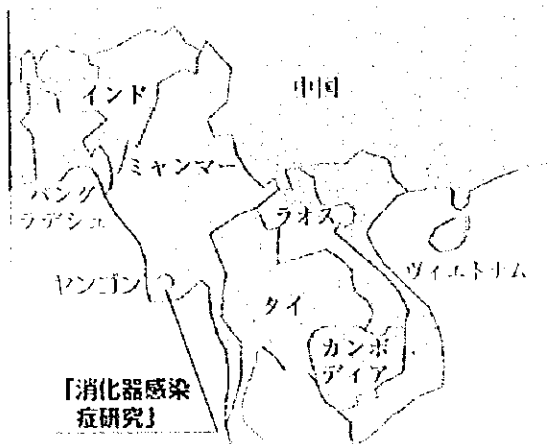 インド
中国
ミャンマー
バング
ラデシュ
ラオス
ヤンゴン
ヴィエトナム
タイ
カンボ
ディア
「消化器感染
症研究」